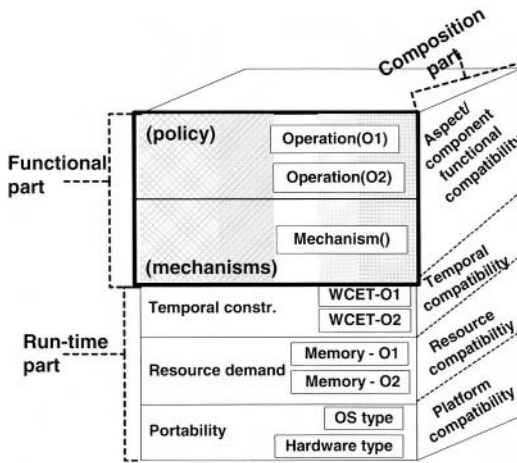 Composition
part
Aspect/
component
functional
compatibility
Functional
part
(policy)
Operation(O1)
Operation(O2)
Mechanism()
(mechanisms)
Temporal
compatibility
Run-time
part
Temporal constr.
WCET-O1
WCET-O2
Resource
compatibiltiy
Resource demand
Memory - O1
Memory - O2
Platform
compatibility
Portability
OS type
Hardware type